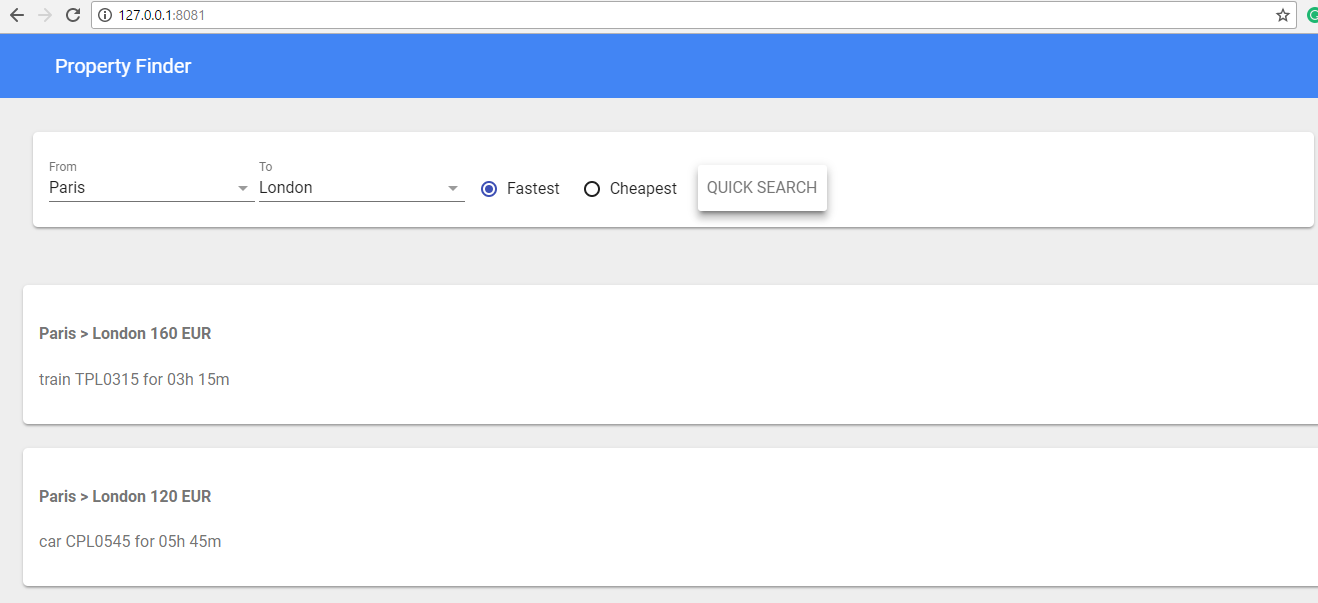 127.0.0.1:8081
Property Finder
From To
Paris London Fastest Cheapest QUICK SEARCH
Paris > London 160 EUR
train TPL0315 for 03h 15m
Paris > London 120 EUR
car CPL0545 for 05h 45m